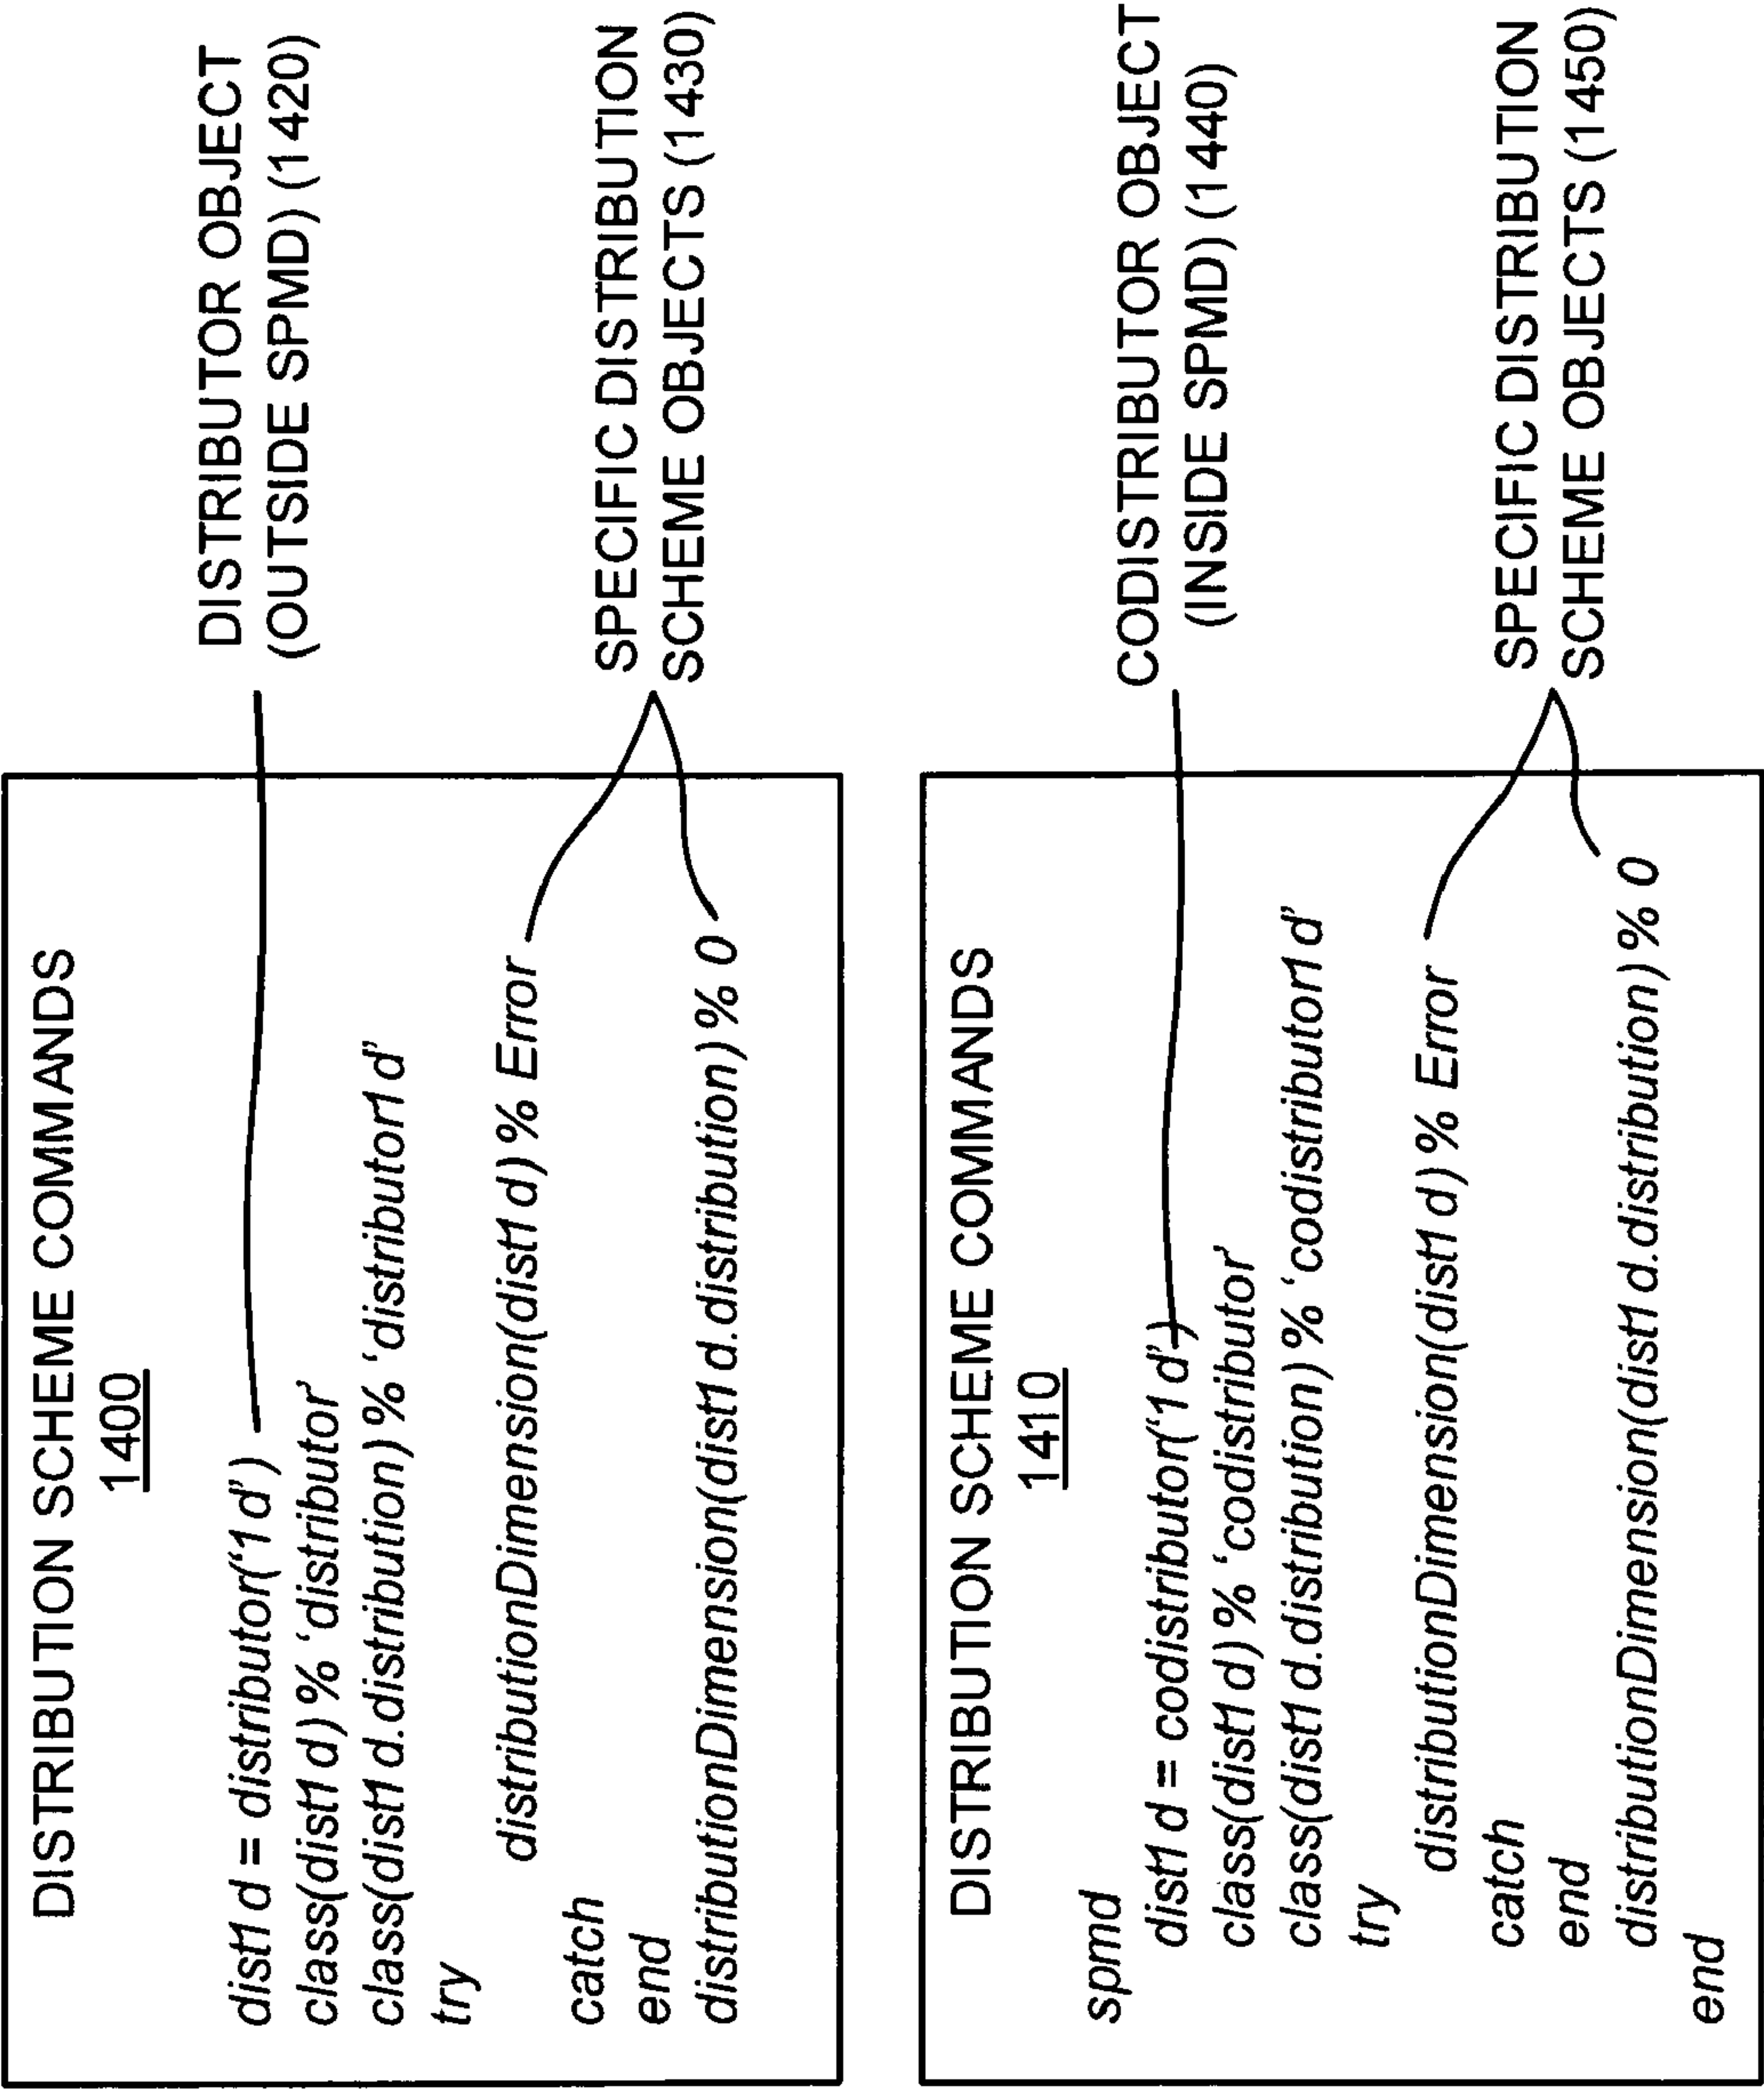 DISTRIBUTION SCHEME COMMANDS
1400
dist1d = distributor(‘1d’)
class(dist1d) % ‘distributor’
class(dist1d.distribution) % ‘distributor1d’
try
distributionDimension(dist1d) % Error
catch
end
distributionDimension(dist1d.distribution) % 0
DISTRIBUTOR OBJECT
(OUTSIDE SPMD) (1420)
SPECIFIC DISTRIBUTION
SCHEME OBJECTS (1430)
DISTRIBUTION SCHEME COMMANDS
1410
spmd
dist1d = codistributor(‘1d’)
class(dist1d) % ‘codistributor’
class(dist1d.distribution) % ‘codistributor1d’
try
distributionDimension(dist1d) % Error
catch
end
distributionDimension(dist1d.distribution) % 0
end
CODISTRIBUTOR OBJECT
(INSIDE SPMD) (1440)
SPECIFIC DISTRIBUTION
SCHEME OBJECTS (1450)